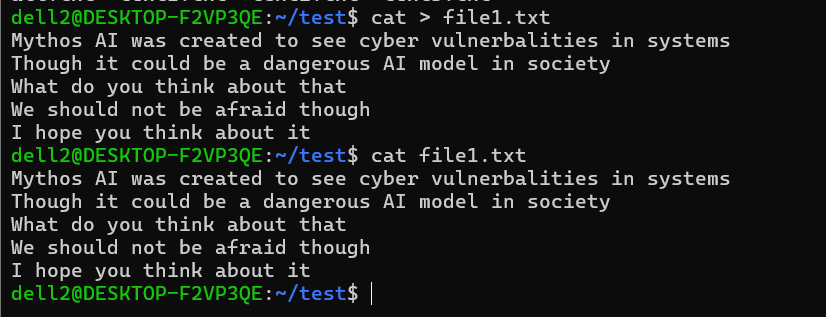 dell2@DESKTOP-F2VP3QE:~/test$ cat > file1.txt
Mythos AI was created to see cyber vulnerbalities in systems
Though it could be a dangerous AI model in society
What do you think about that
We should not be afraid though
I hope you think about it
dell2@DESKTOP-F2VP3QE:~/test$ cat file1.txt
Mythos AI was created to see cyber vulnerbalities in systems
Though it could be a dangerous AI model in society
What do you think about that
We should not be afraid though
I hope you think about it
dell2@DESKTOP-F2VP3QE:~/test$